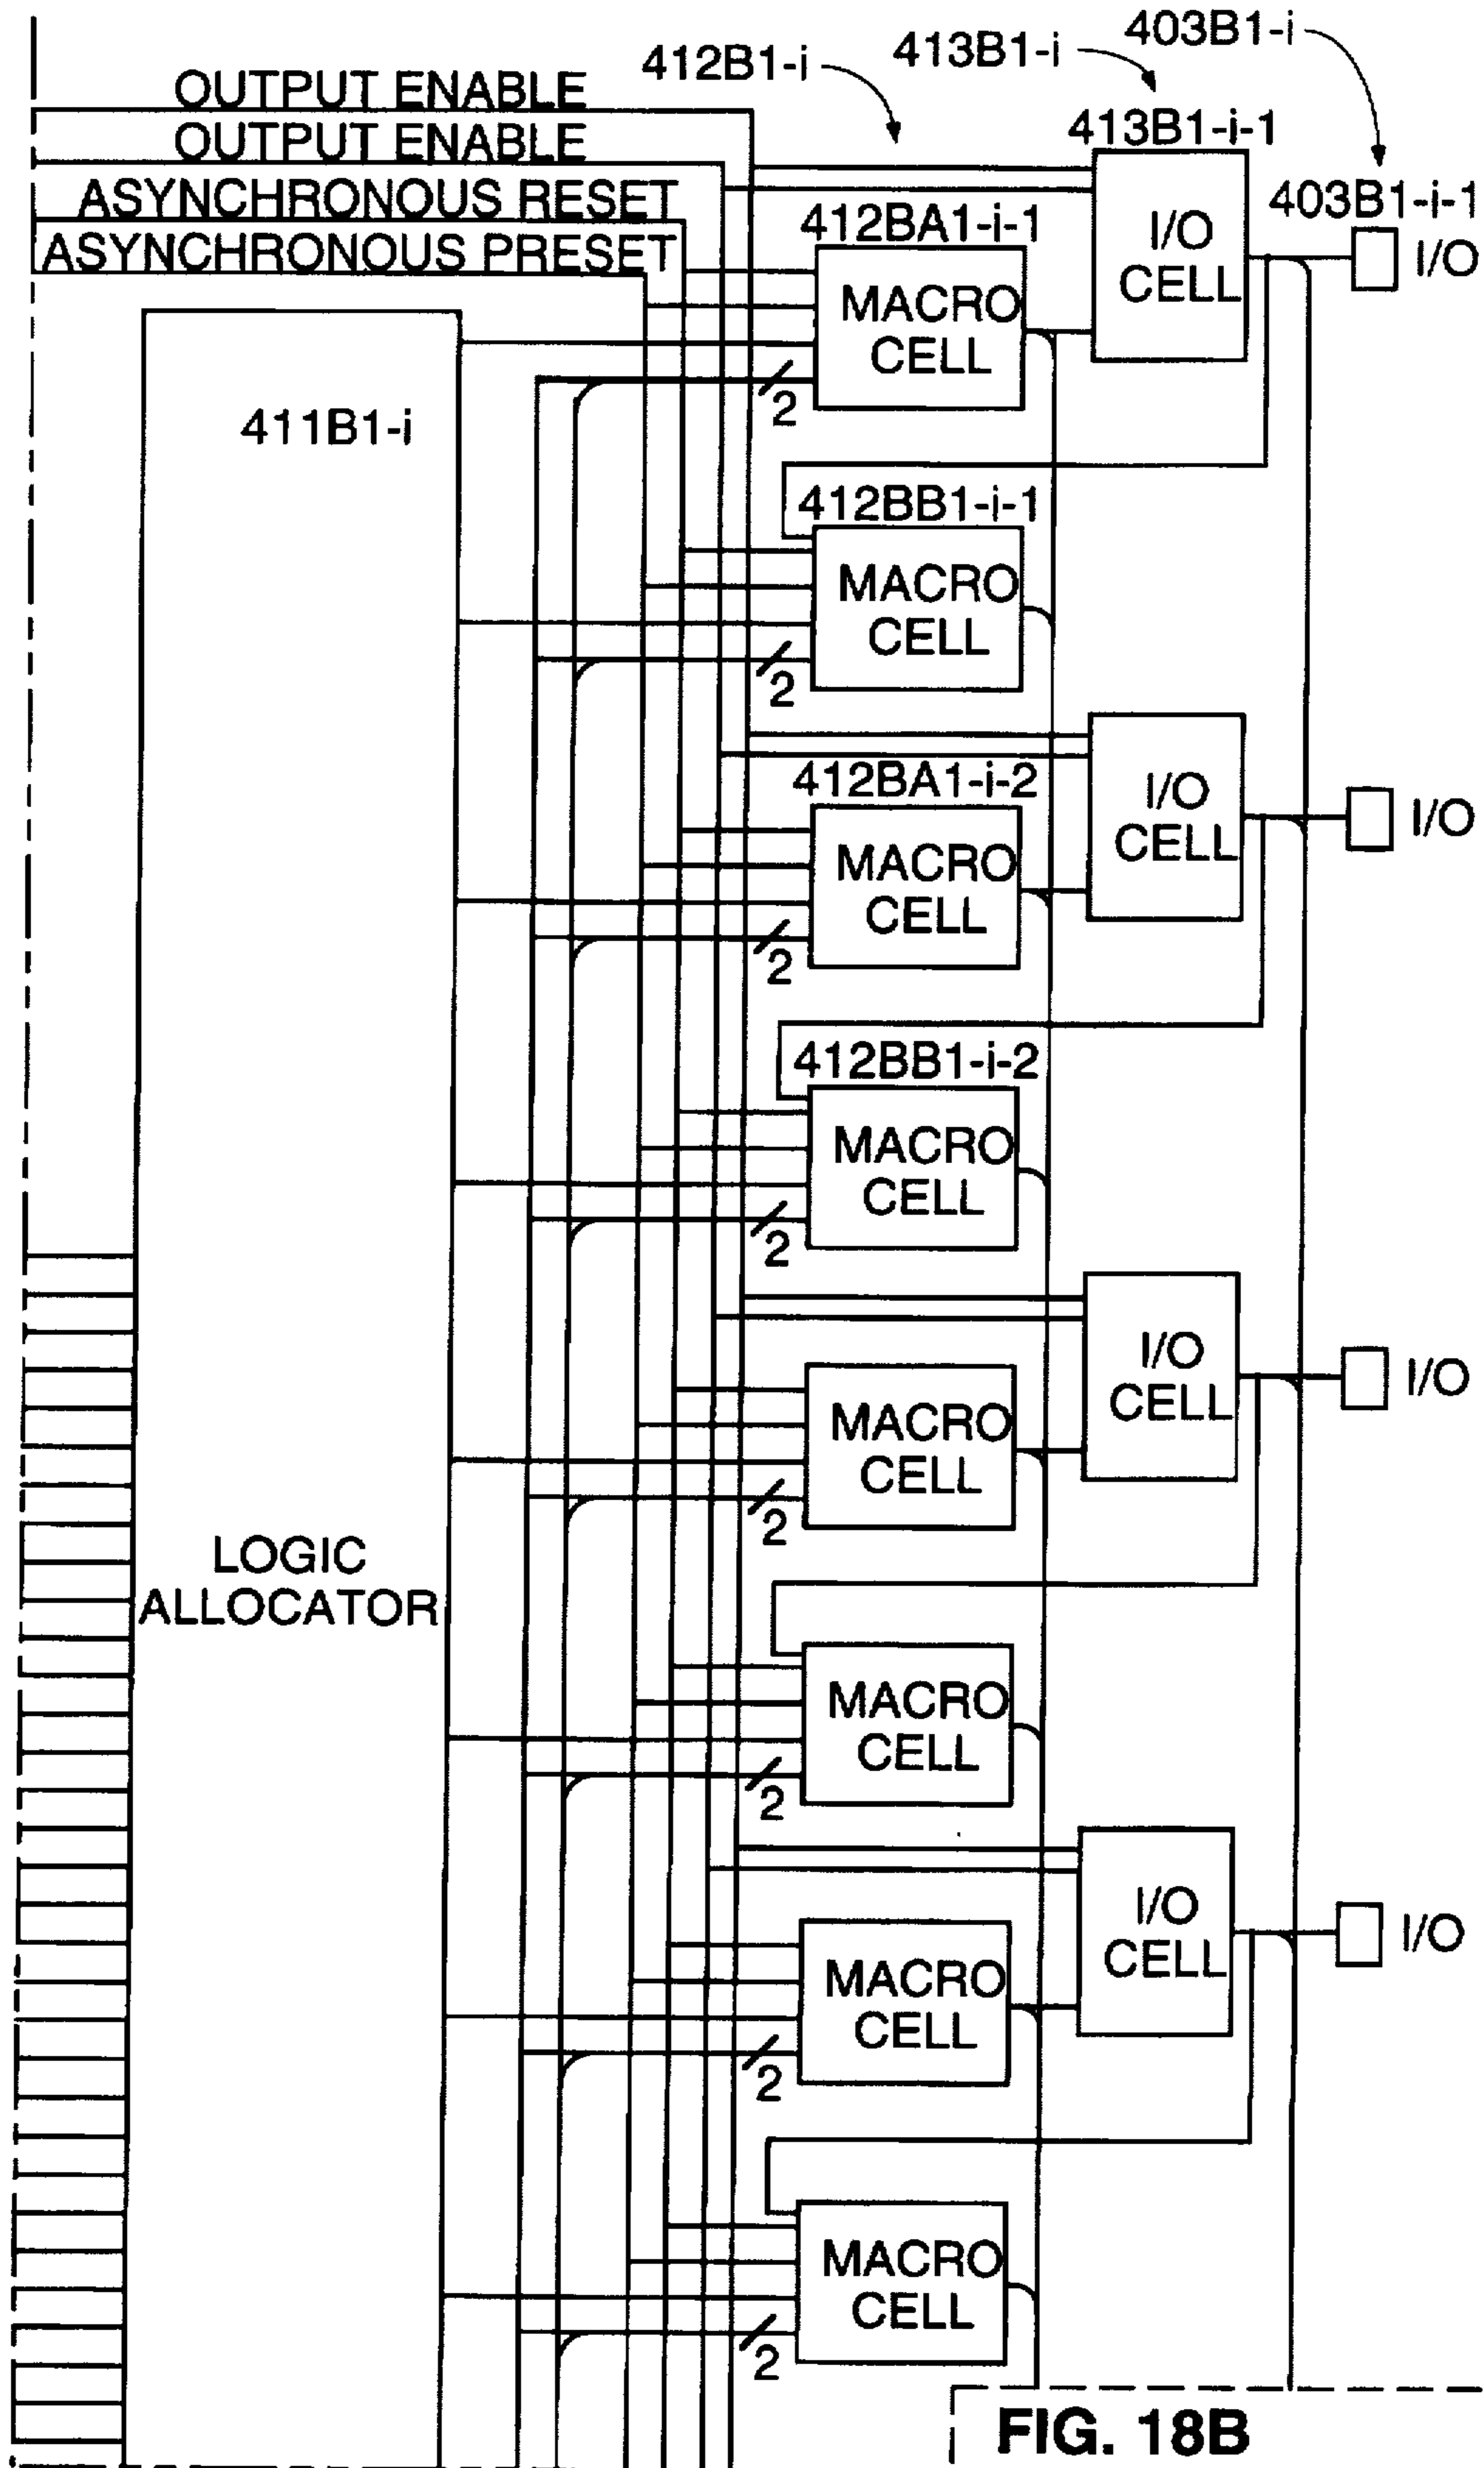 403B1-i
413B1-i
412B1-i
OUTPUT ENABLE
OUTPUT ENABLE
ASYNCHRONOUS RESET
ASYNCHRONOUS PRESET
413B1-i-1
I/O
CELL
403B1-i-1
I/O
412BA1-i-1
MACRO
CELL
2
411B1-i
412BB1-i-1
MACRO
CELL
2
I/O
CELL
I/O
412BA1-i-2
MACRO
CELL
2
412BB1-i-2
MACRO
CELL
2
I/O
CELL
I/O
MACRO
CELL
2
LOGIC
ALLOCATOR
MACRO
CELL
2
I/O
CELL
I/O
MACRO
CELL
2
MACRO
CELL
2
FIG. 18B